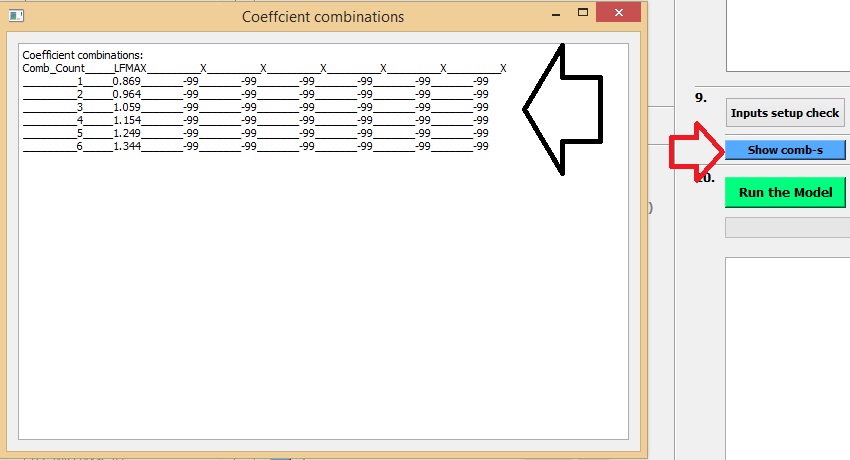 Coeffcient combinations
Coefficient combinations:
Comb_Count_____LFMAX__________X__________X__________X__________X__________X__________X
__________1_____0.869________-99________-99________-99________-99________-99________-99
__________2_____0.964________-99________-99________-99________-99________-99________-99
__________3_____1.059________-99________-99________-99________-99________-99________-99
__________4_____1.154________-99________-99________-99________-99________-99________-99
__________5_____1.249________-99________-99________-99________-99________-99________-99
__________6_____1.344________-99________-99________-99________-99________-99________-99
9.
Inputs setup check
Show comb-s
Run the Model
)